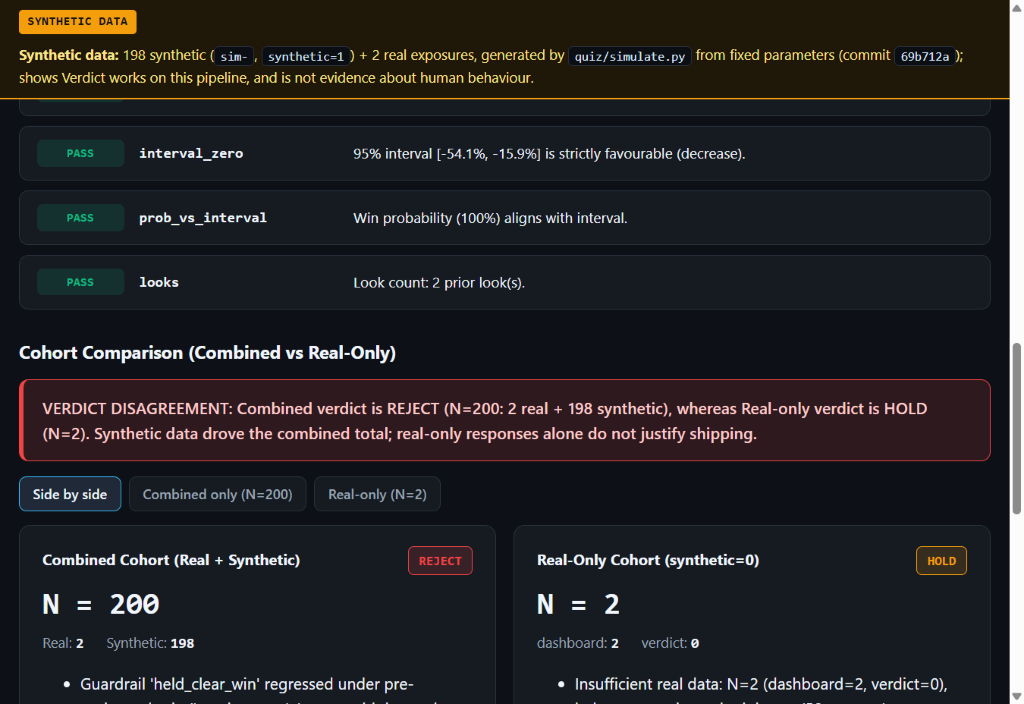 SYNTHETIC DATA
Synthetic data: 198 synthetic ( sim- , synthetic=1 ) + 2 real exposures, generated by quiz/simulate.py from fixed parameters (commit 69b712a );
shows Verdict works on this pipeline, and is not evidence about human behaviour.
PASS interval_zero 95% interval [-54.1%, -15.9%] is strictly favourable (decrease).
PASS prob_vs_interval Win probability (100%) aligns with interval.
PASS looks Look count: 2 prior look(s).
Cohort Comparison (Combined vs Real-Only)
VERDICT DISAGREEMENT: Combined verdict is REJECT (N=200: 2 real + 198 synthetic), whereas Real-only verdict is HOLD
(N=2). Synthetic data drove the combined total; real-only responses alone do not justify shipping.
Side by side Combined only (N=200) Real-only (N=2)
Combined Cohort (Real + Synthetic) REJECT
N = 200
Real: 2 Synthetic: 198
• Guardrail 'held_clear_win' regressed under pre-
Real-Only Cohort (synthetic=0) HOLD
N = 2
dashboard: 2 verdict: 0
• Insufficient real data: N=2 (dashboard=2, verdict=0),